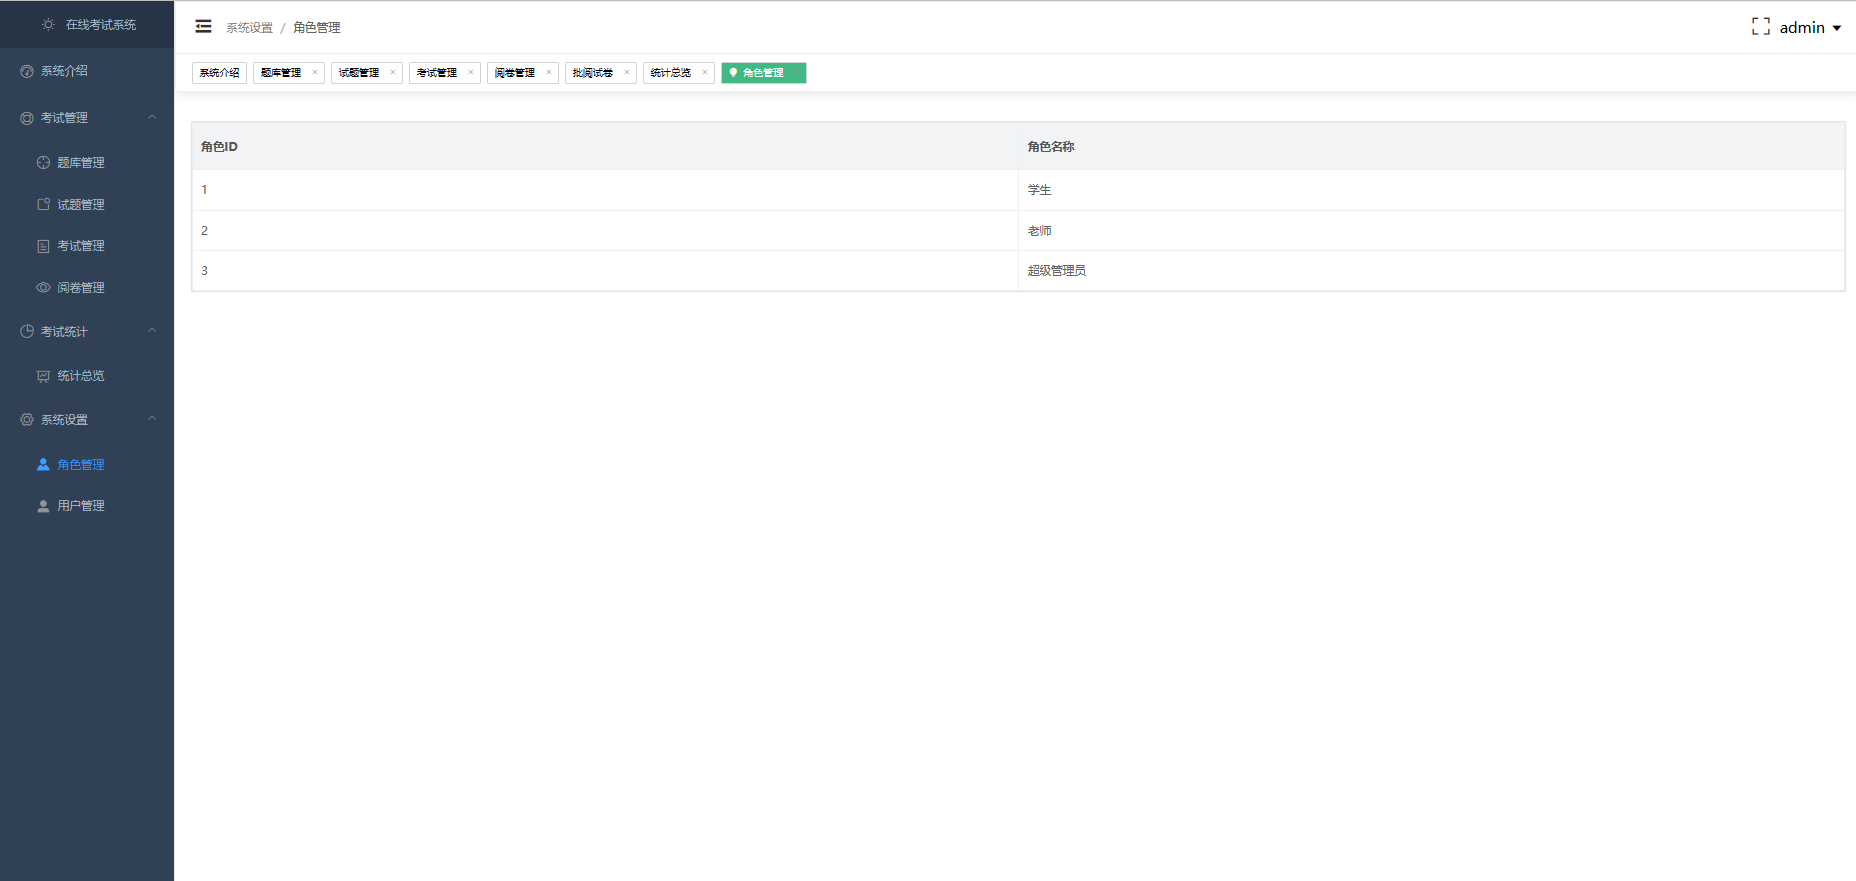 在线考试系统
系统介绍
考试管理
题库管理
试题管理
考试管理
阅卷管理
考试统计
统计总览
系统设置
角色管理
用户管理
系统设置 / 角色管理
admin
系统介绍 题库管理 × 试题管理 × 考试管理 × 阅卷管理 × 批阅试卷 × 统计总览 × 角色管理
角色ID 角色名称
1 学生
2 老师
3 超级管理员